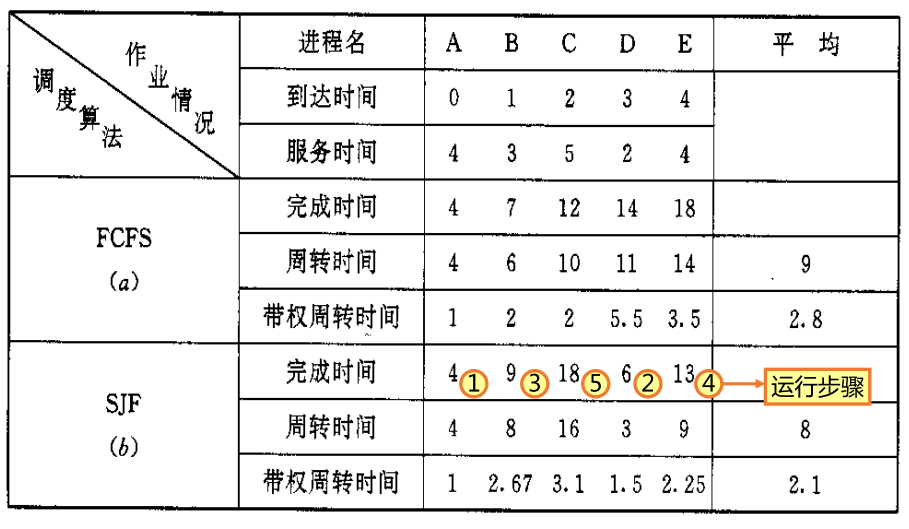 作业情况
调度算法
进程名 A B C D E 平 均
到达时间 0 1 2 3 4
服务时间 4 3 5 2 4
FCFS
(a)
完成时间 4 7 12 14 18
周转时间 4 6 10 11 14 9
带权周转时间 1 2 2 5.5 3.5 2.8
SJF
(b)
完成时间 4 ① 9 ③ 18 ⑤ 6 ② 13 ④ 运行步骤
周转时间 4 8 16 3 9 8
带权周转时间 1 2.67 3.1 1.5 2.25 2.1